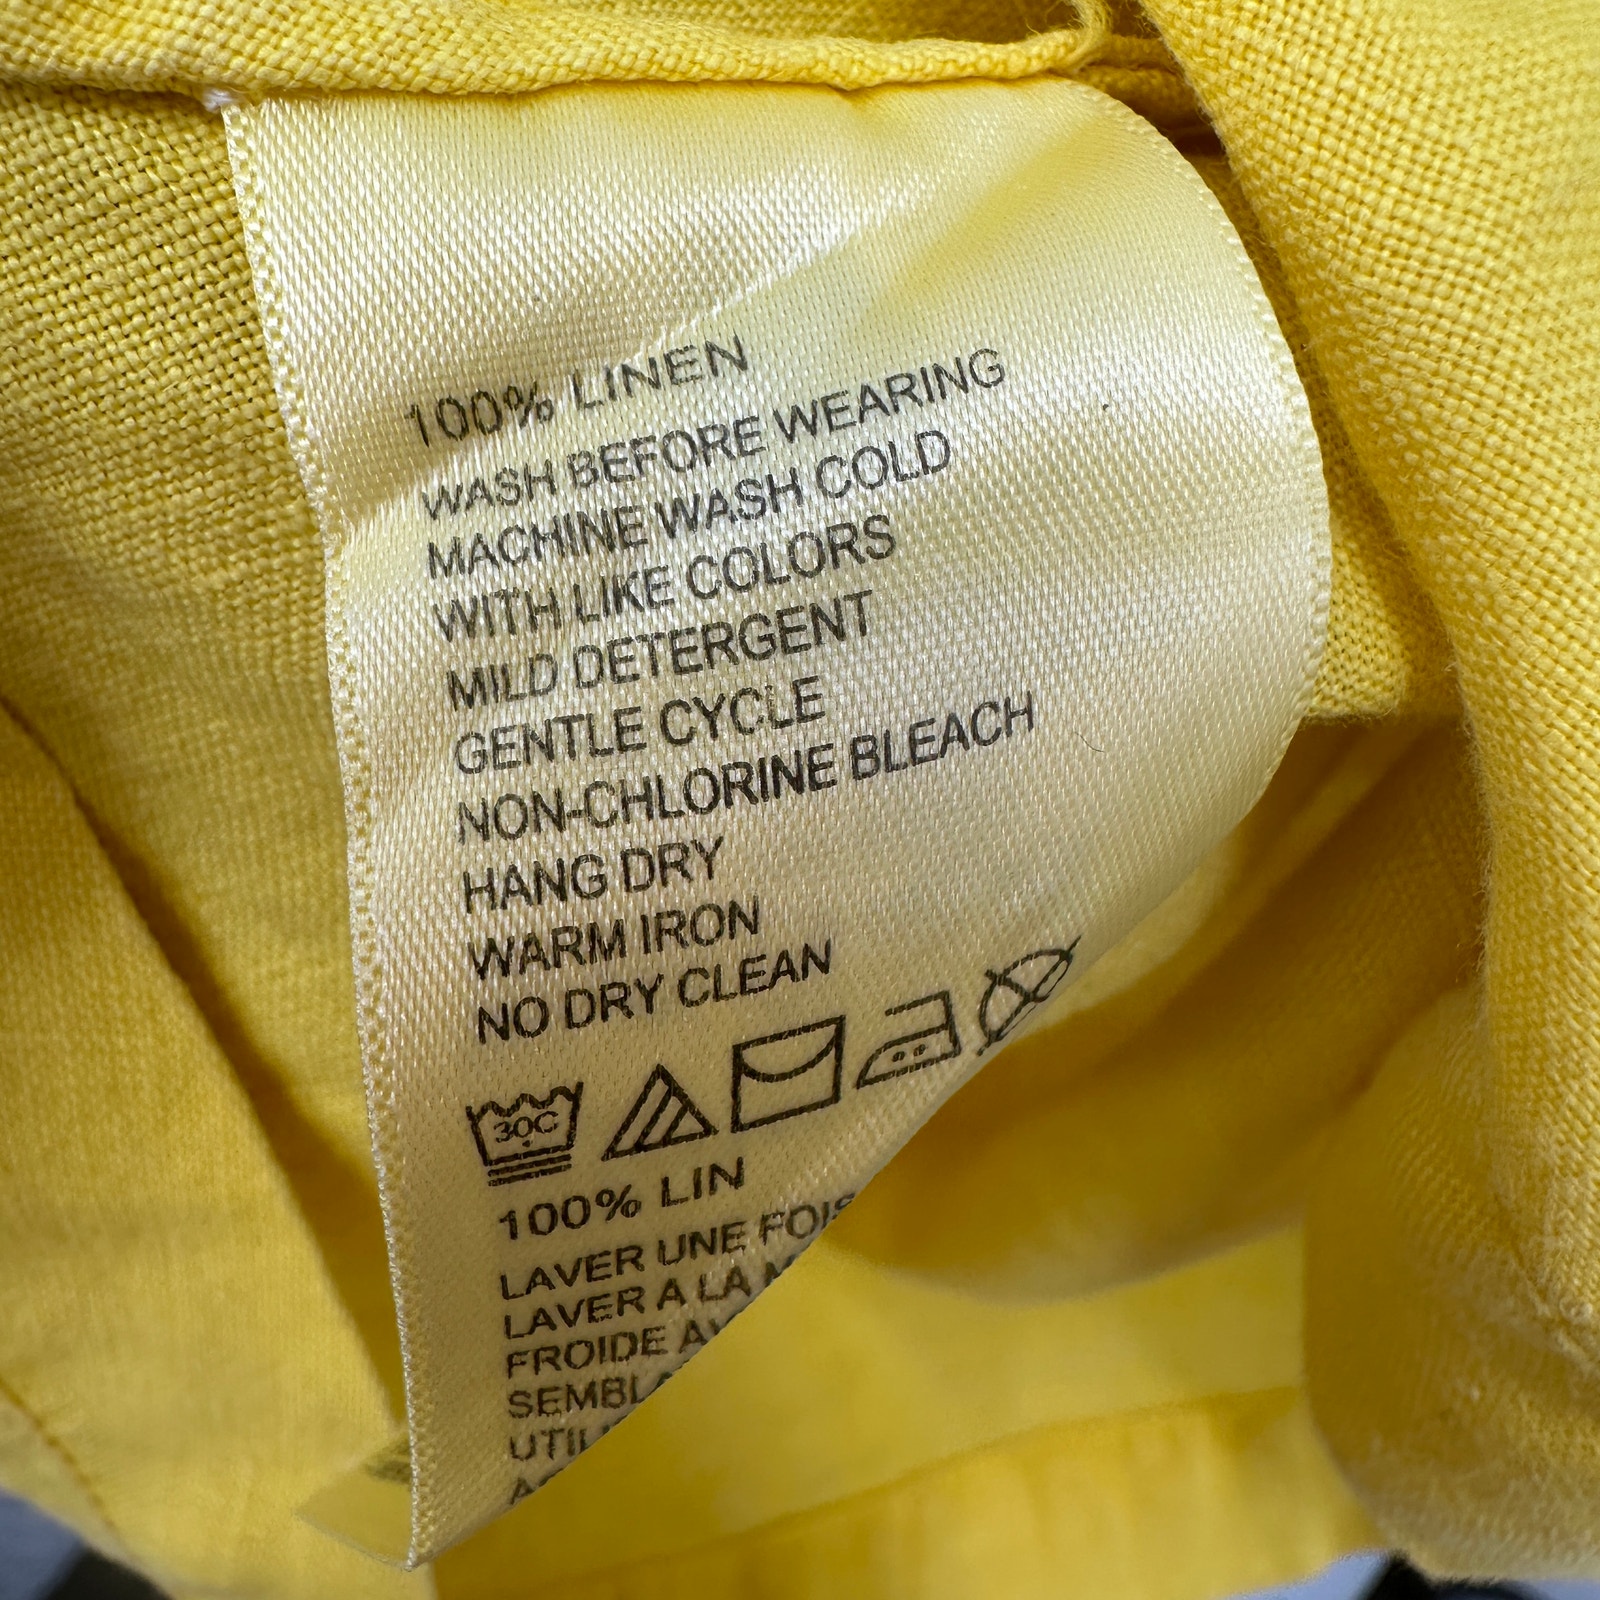 100% LINEN
WASH BEFORE WEARING
MACHINE WASH COLD
WITH LIKE COLORS
MILD DETERGENT
GENTLE CYCLE
NON-CHLORINE BLEACH
HANG DRY
WARM IRON
NO DRY CLEAN
30C
100% LIN
LAVER UNE FOIS
LAVER A LA
FROIDE